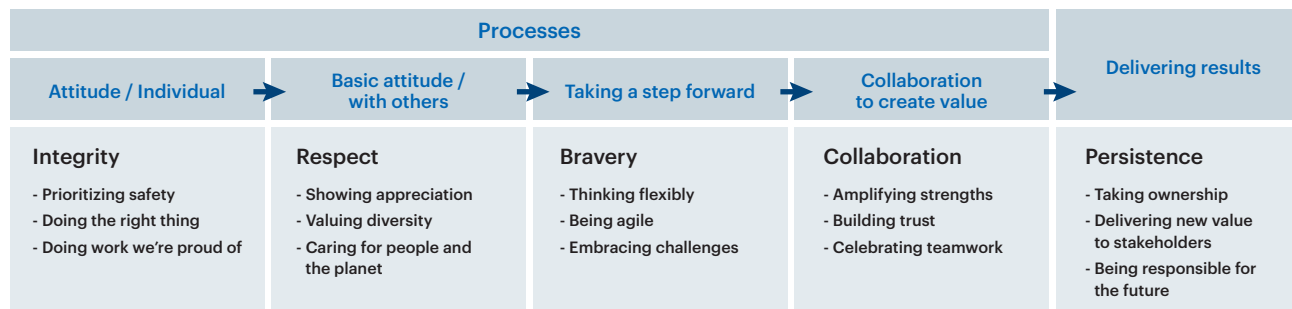 Processes
Delivering results
Attitude / Individual
Basic attitude /
with others
Taking a step forward
Collaboration
to create value
Integrity
- Prioritizing safety
- Doing the right thing
- Doing work we're proud of
Respect
- Showing appreciation
- Valuing diversity
- Caring for people and
the planet
Bravery
- Thinking flexibly
- Being agile
- Embracing challenges
Collaboration
- Amplifying strengths
- Building trust
- Celebrating teamwork
Persistence
- Taking ownership
- Delivering new value
to stakeholders
- Being responsible for
the future